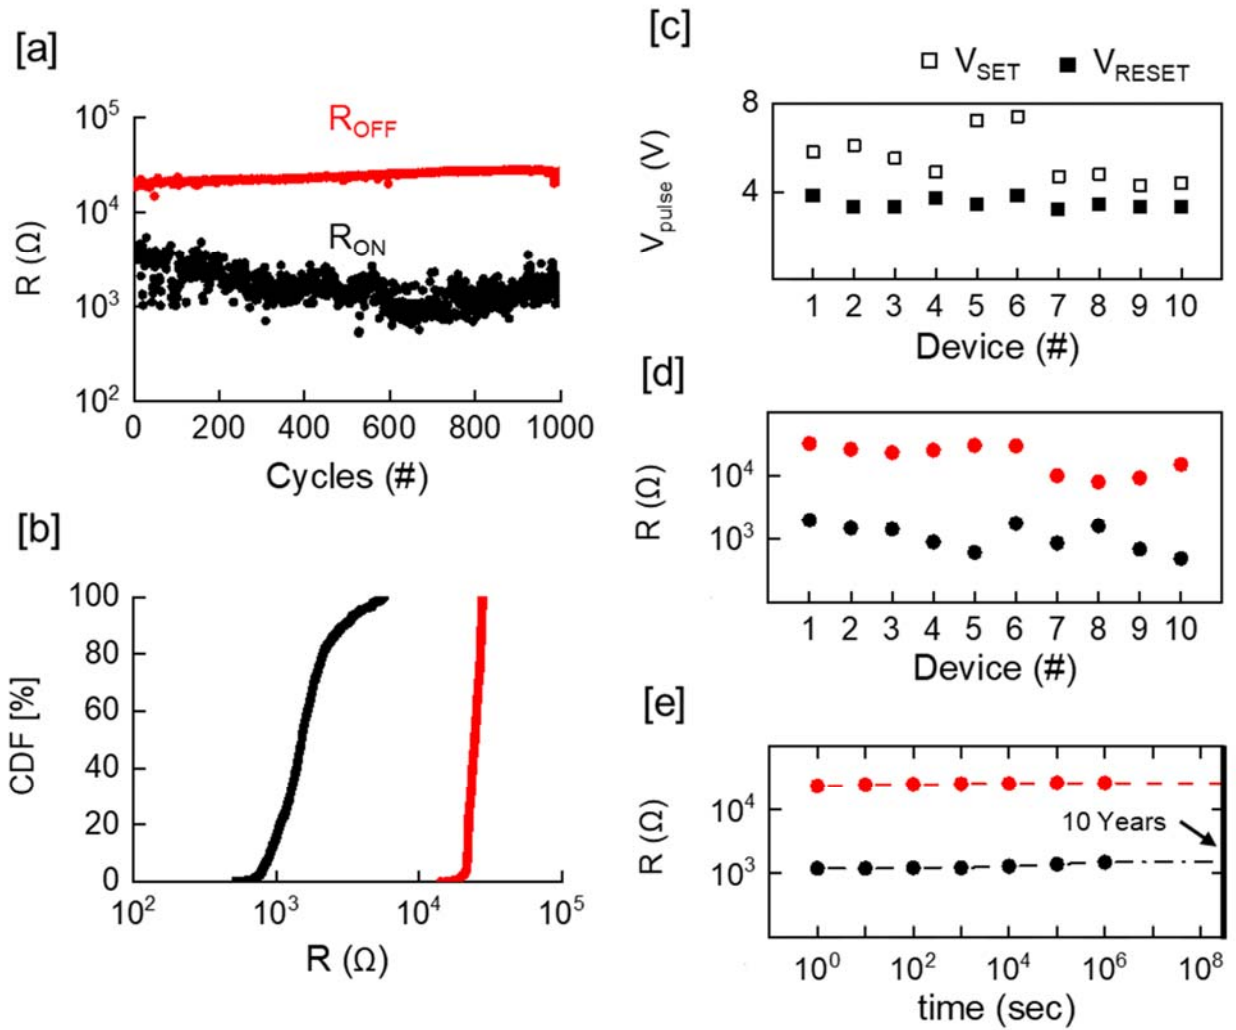 [a]
10⁵
10⁴
10³
10²
R (Ω)
R_OFF
R_ON
0 200 400 600 800 1000
Cycles (#)
[b]
100
80
60
40
20
0
CDF [%]
10² 10³ 10⁴ 10⁵
R (Ω)
[c]
V_SET V_RESET
8
4
V_pulse (V)
1 2 3 4 5 6 7 8 9 10
Device (#)
[d]
10⁴
10³
R (Ω)
1 2 3 4 5 6 7 8 9 10
Device (#)
[e]
10⁴
10³
R (Ω)
10 Years
10⁰ 10² 10⁴ 10⁶ 10⁸
time (sec)